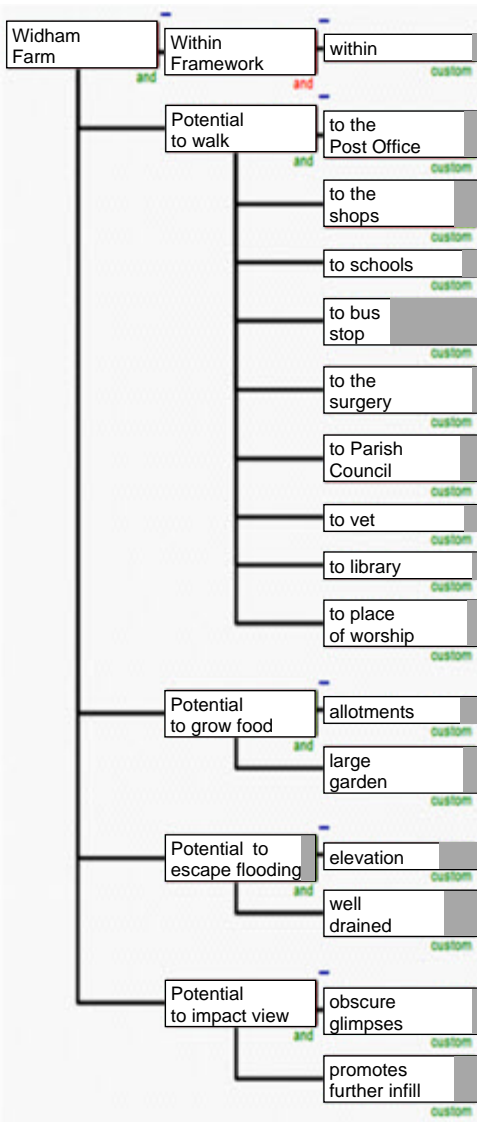 Widham
Farm
and
Within
Framework
and
within
custom
Potential
to walk
and
to the
Post Office
custom
to the
shops
custom
to schools
custom
to bus
stop
custom
to the
surgery
custom
to Parish
Council
custom
to vet
custom
to library
custom
to place
of worship
custom
Potential
to grow food
and
allotments
custom
large
garden
custom
Potential to
escape flooding
and
elevation
custom
well
drained
custom
Potential
to impact view
and
obscure
glimpses
custom
promotes
further infill
custom